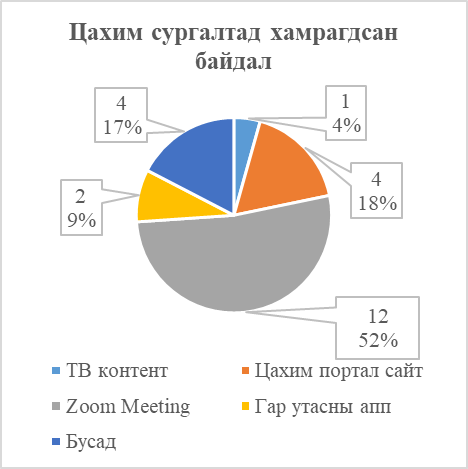 Цахим сургалтад хамрагдсан
байдал
1
4%
4
18%
12
52%
2
9%
4
17%
ТВ контент
Цахим портал сайт
Zoom Meeting
Гар утасны апп
Бусад